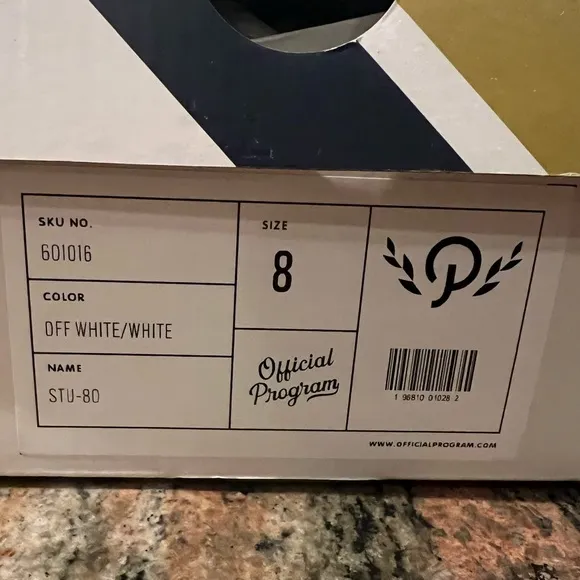 SKU NO.
601016
COLOR
OFF WHITE/WHITE
NAME
STU-80
SIZE
8
Official
Program
1 98810 01028 2
WWW.OFFICIALPROGRAM.COM